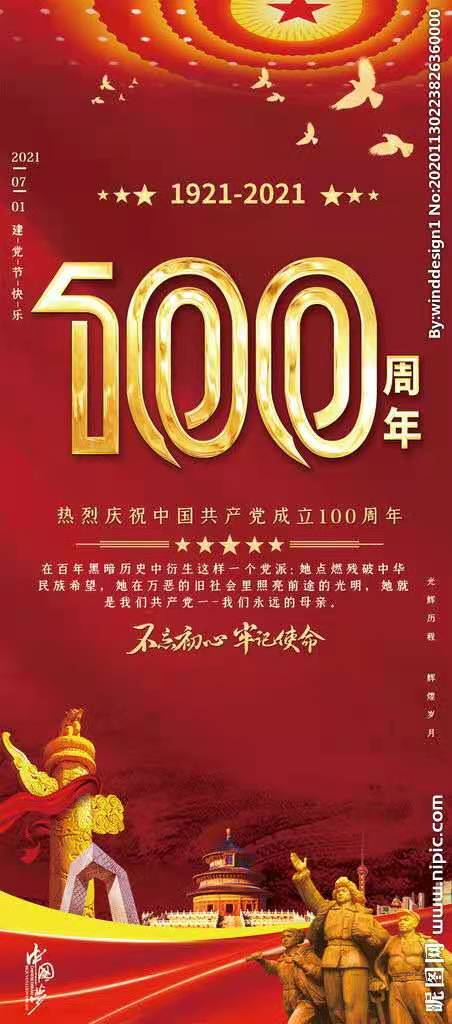 By:winddesign1 No:20201130223826360000
2021
07
01
建-党-节-快-乐
1921-2021
100
周年
热烈庆祝中国共产党成立100周年
在百年黑暗历史中衍生这样一个党派:她点燃残破中华
民族希望，她在万恶的旧社会里照亮前途的光明，她就
是我们共产党一--我们永远的母亲。
不忘初心 牢记使命
光辉历程 辉煌岁月
中国梦
昵图网 www.nipic.com